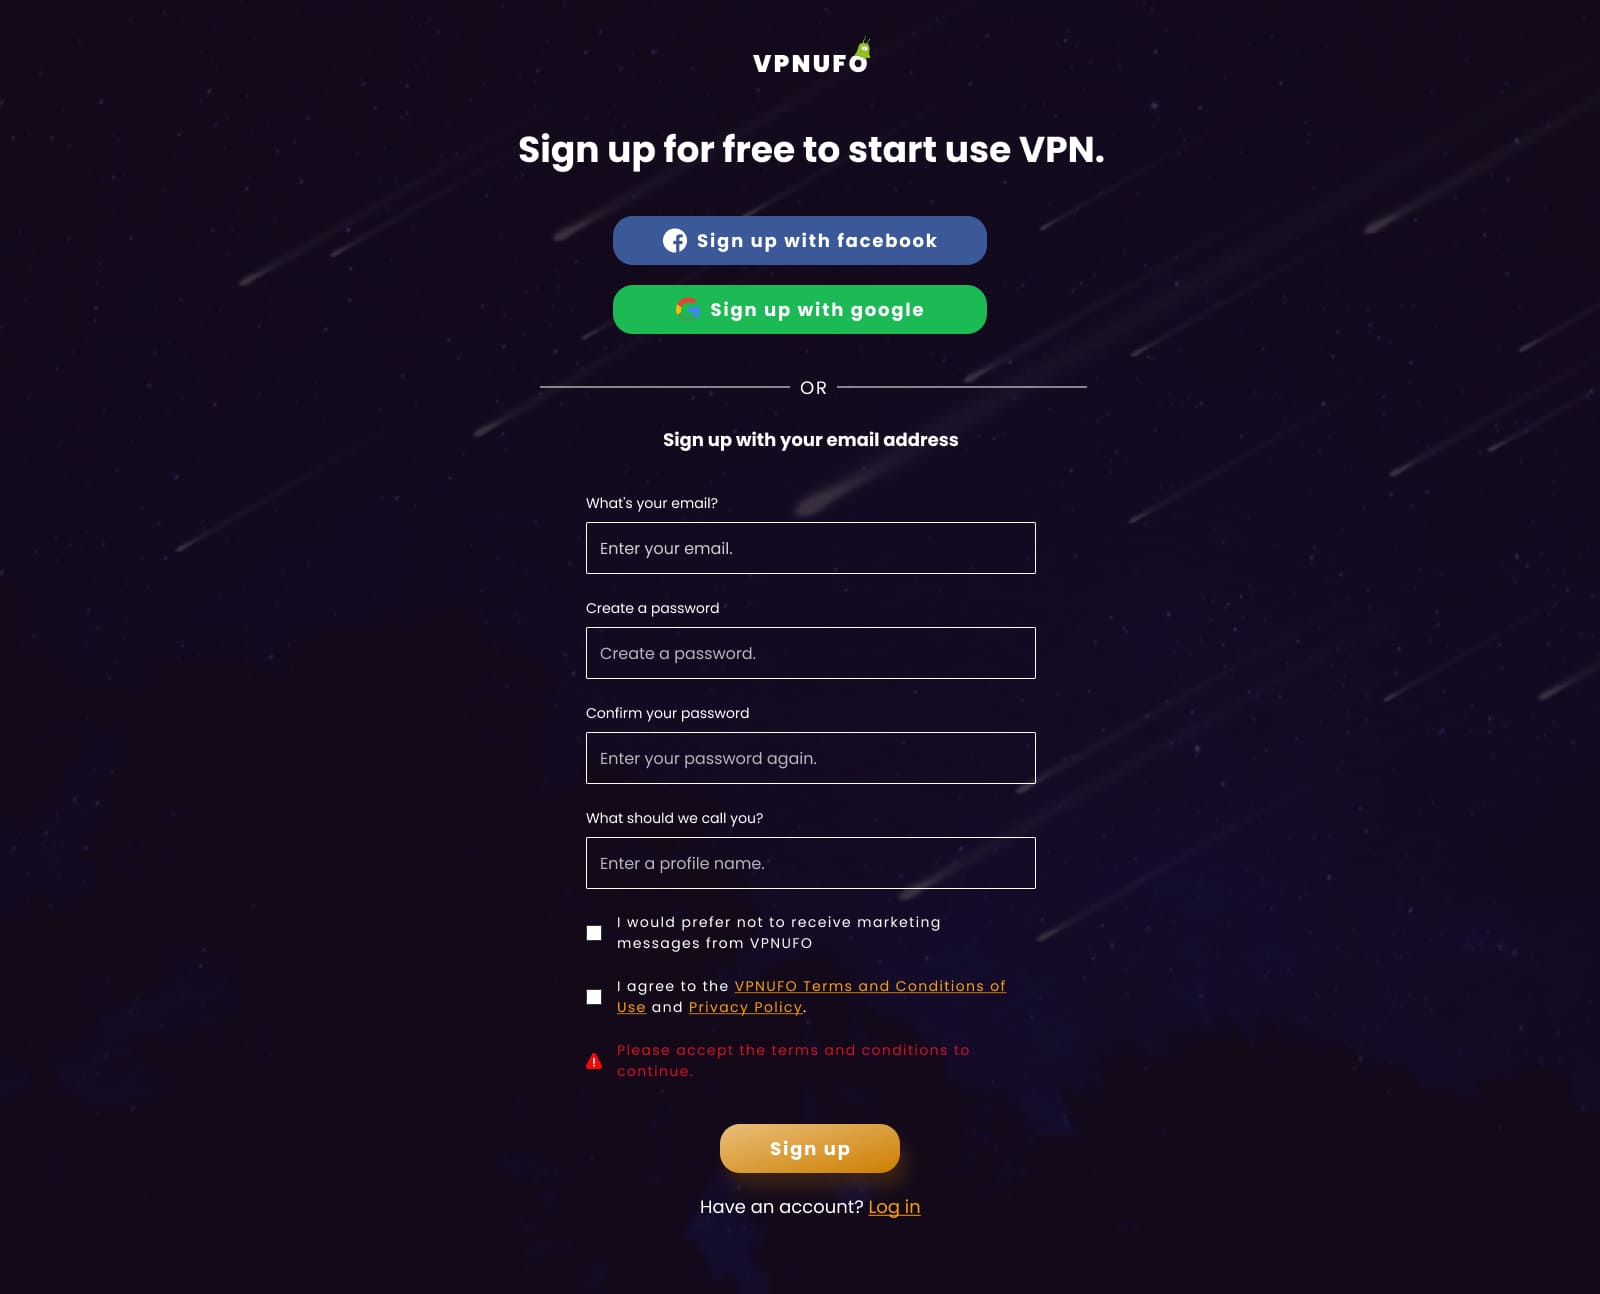 VPNUFO
Sign up for free to start use VPN.
Sign up with facebook
Sign up with google
OR
Sign up with your email address
What's your email?
Enter your email.
Create a password
Create a password.
Confirm your password
Enter your password again.
What should we call you?
Enter a profile name.
I would prefer not to receive marketing
messages from VPNUFO
I agree to the VPNUFO Terms and Conditions of
Use and Privacy Policy.
Please accept the terms and conditions to
continue.
Sign up
Have an account? Log in